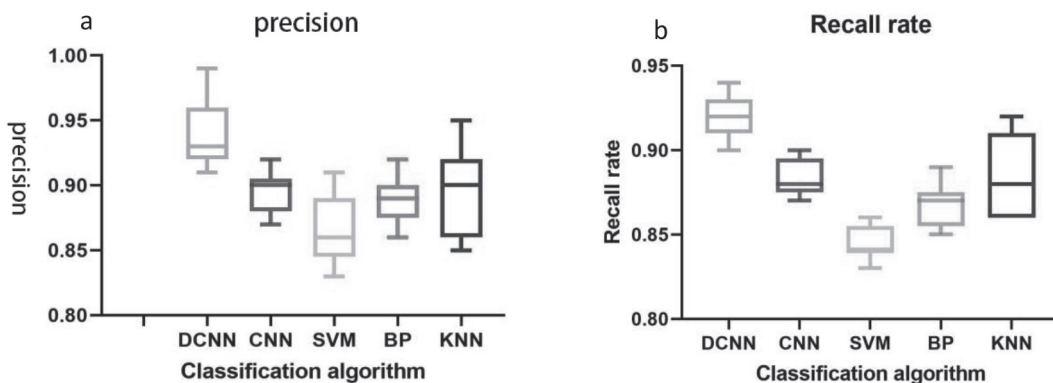 a
precision
precision
1.00
0.95
0.90
0.85
0.80
DCNN CNN SVM BP KNN
Classification algorithm
b
Recall rate
Recall rate
0.95
0.90
0.85
0.80
DCNN CNN SVM BP KNN
Classification algorithm